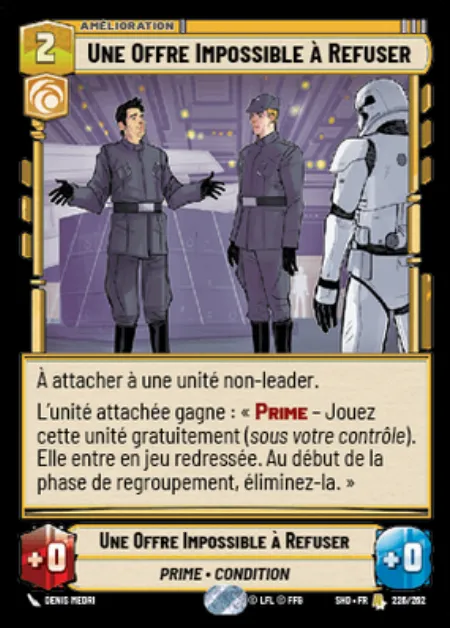 AMÉLIORATION
2
UNE OFFRE IMPOSSIBLE À REFUSER
À attacher à une unité non-leader.
L'unité attachée gagne : « PRIME – Jouez
cette unité gratuitement (sous votre contrôle).
Elle entre en jeu redressée. Au début de la
phase de regroupement, éliminez-la. »
+0
UNE OFFRE IMPOSSIBLE À REFUSER
+0
PRIME • CONDITION
DENIS MEDRI
© LFL © FFG
SHD • FR
226/262